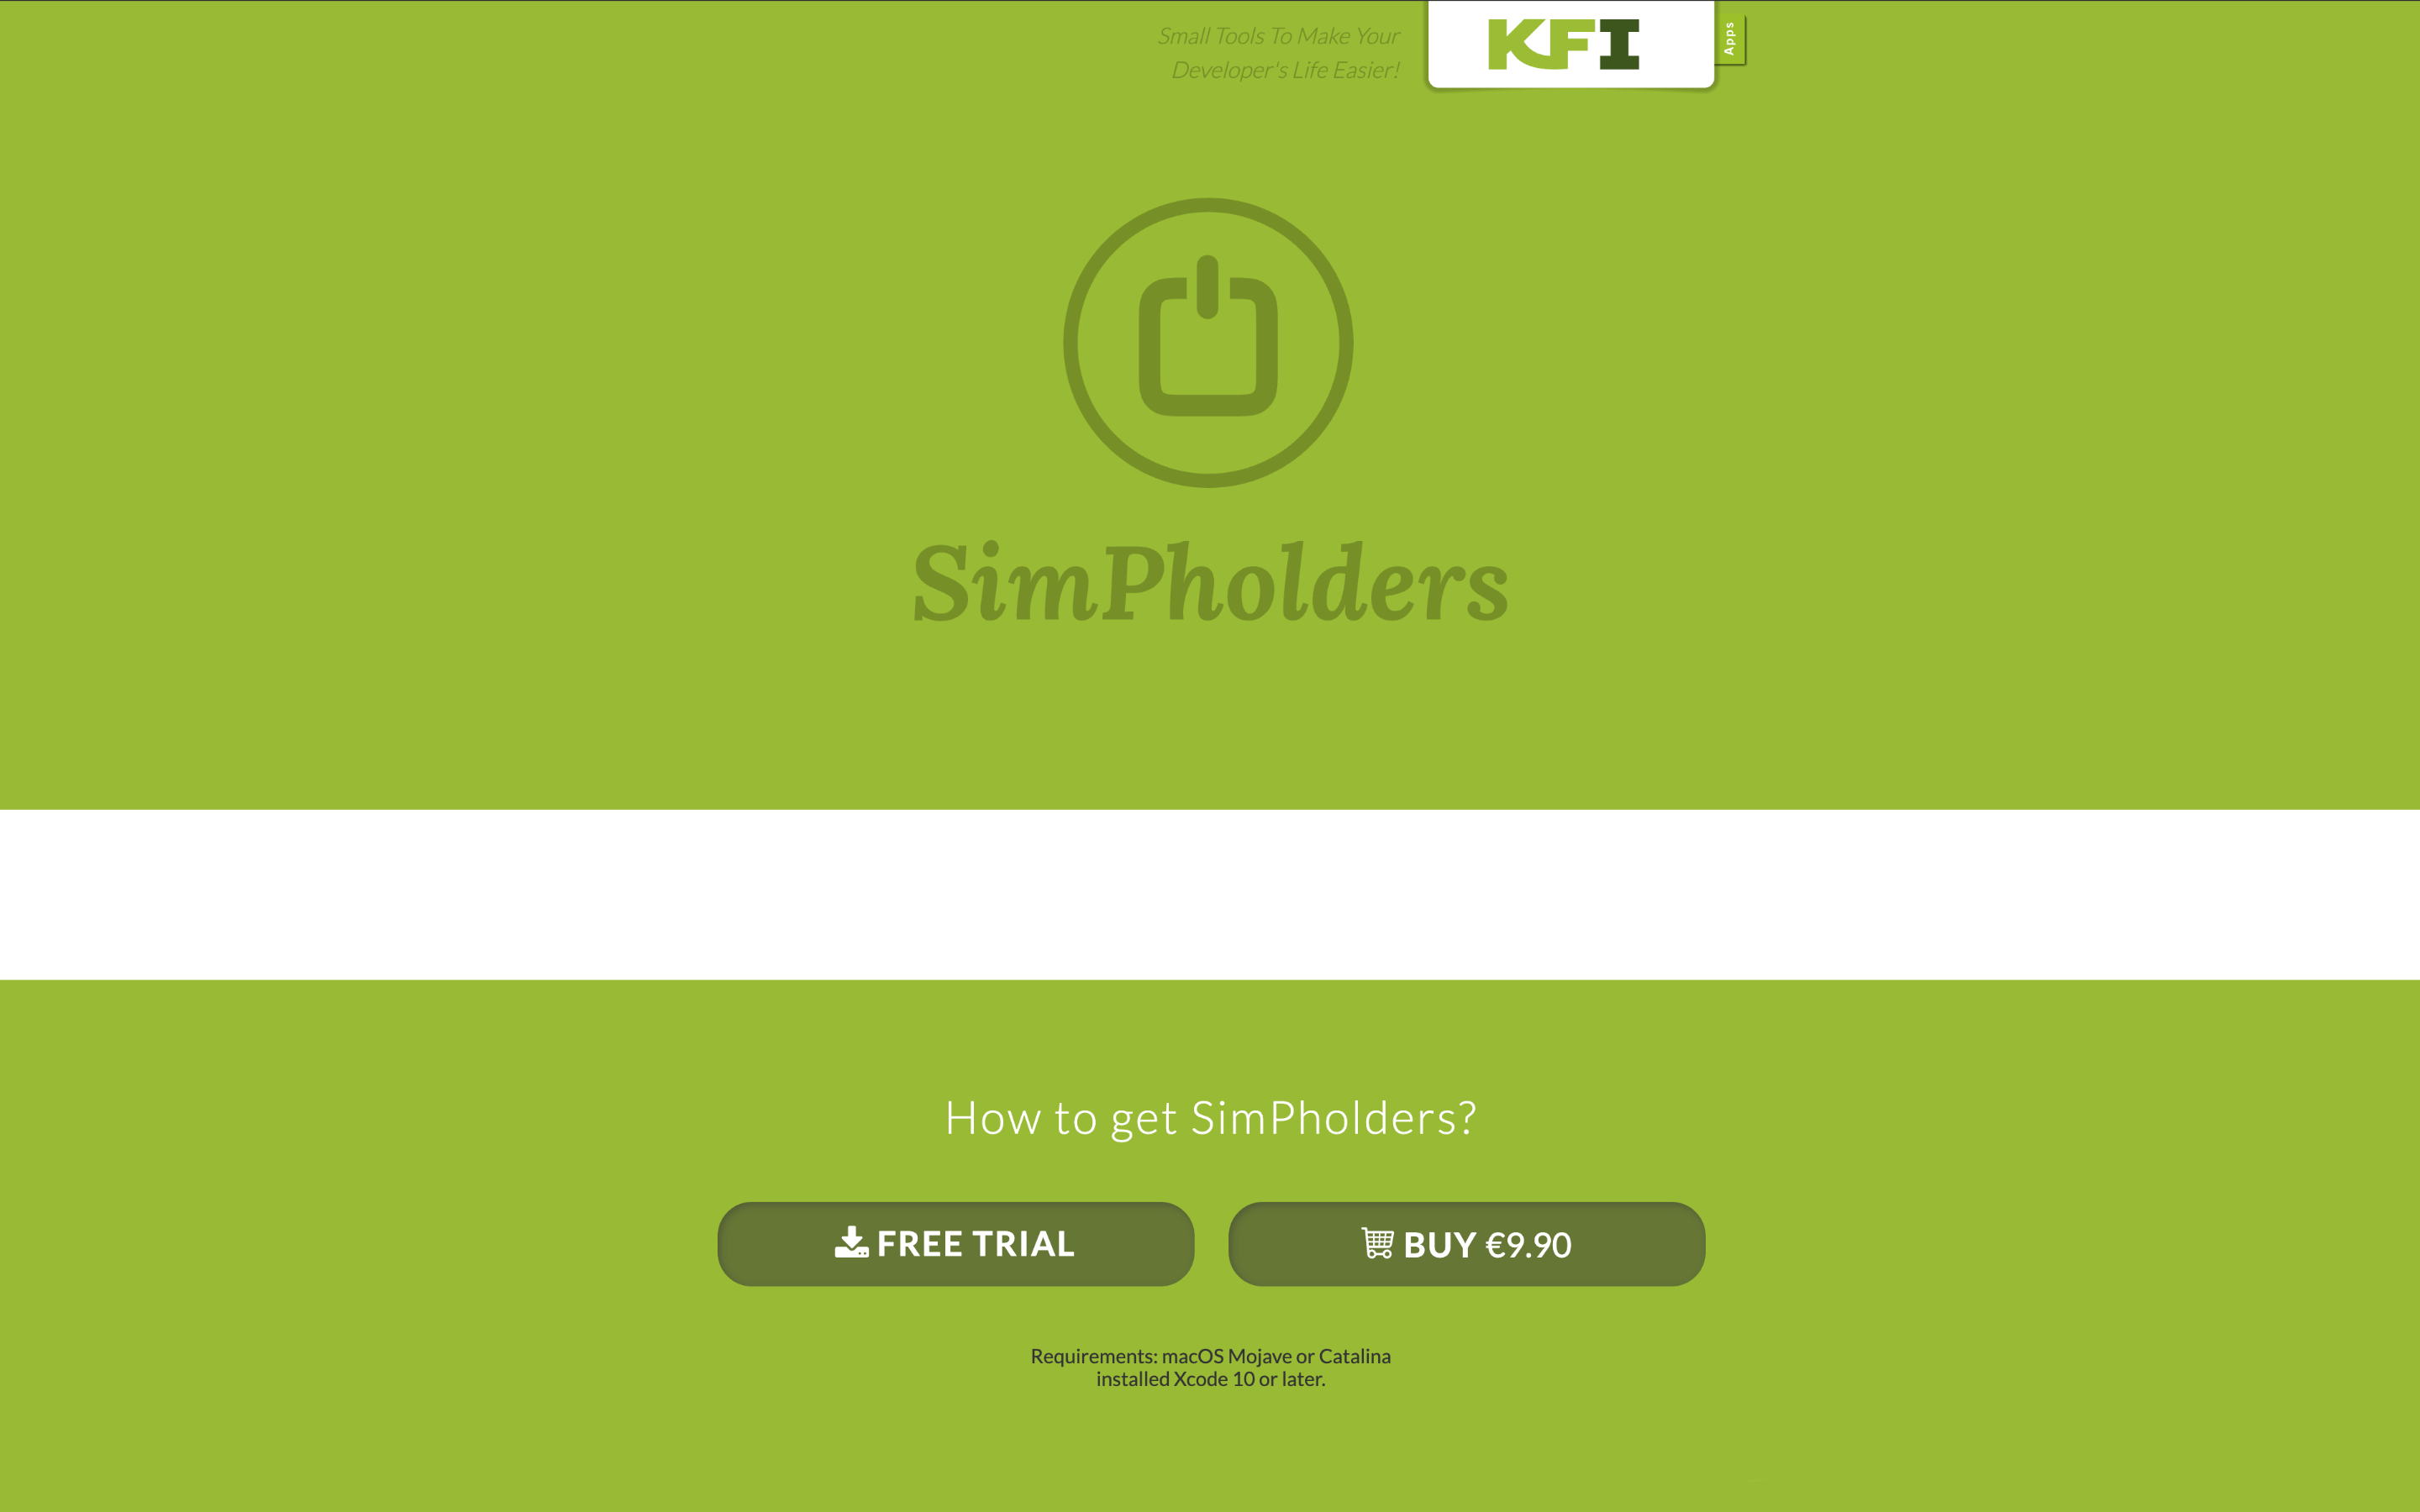 Small Tools To Make Your
Developer's Life Easier!
KFI
Apps
SimPholders
How to get SimPholders?
FREE TRIAL
BUY €9.90
Requirements: macOS Mojave or Catalina
installed Xcode 10 or later.